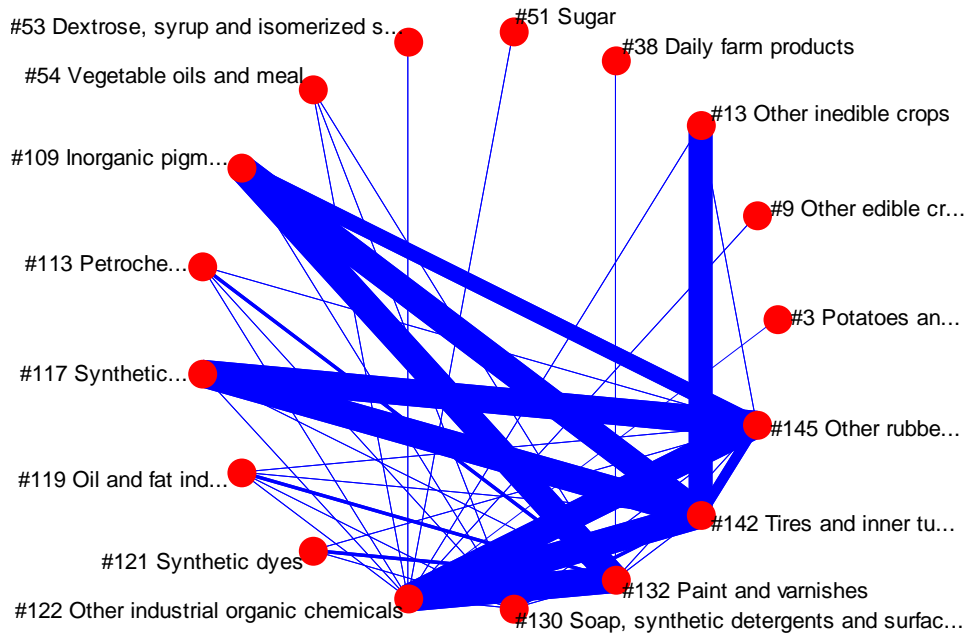 #53 Dextrose, syrup and isomerized s...
#51 Sugar
#38 Daily farm products
#54 Vegetable oils and meal
#13 Other inedible crops
#109 Inorganic pigm...
#9 Other edible cr...
#113 Petroche...
#3 Potatoes an...
#117 Synthetic...
#145 Other rubbe...
#119 Oil and fat ind...
#142 Tires and inner tu...
#121 Synthetic dyes
#132 Paint and varnishes
#122 Other industrial organic chemicals
#130 Soap, synthetic detergents and surfac...